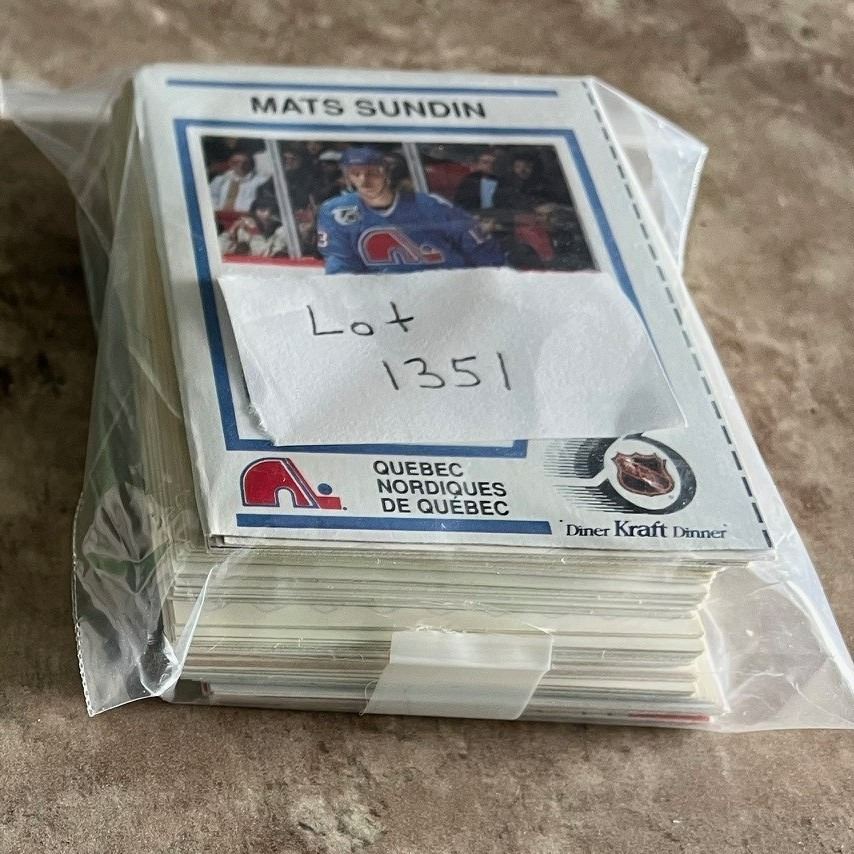 MATS SUNDIN
Lot
1351
QUEBEC
NORDIQUES
DE QUÉBEC
Diner Kraft Dinner